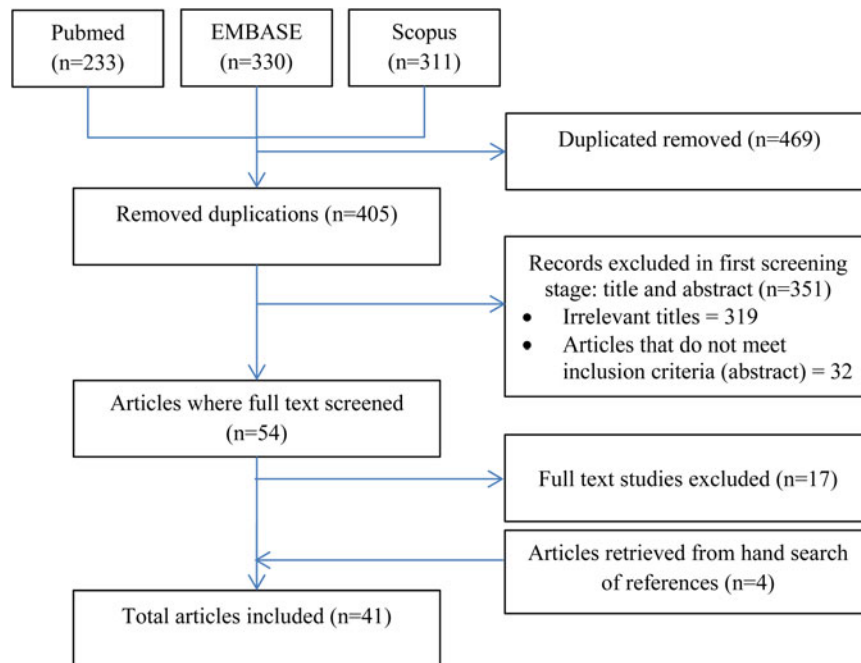 Pubmed
(n=233)
EMBASE
(n=330)
Scopus
(n=311)
Duplicated removed (n=469)
Removed duplications (n=405)
Records excluded in first screening
stage: title and abstract (n=351)
• Irrelevant titles = 319
• Articles that do not meet
inclusion criteria (abstract) = 32
Articles where full text screened
(n=54)
Full text studies excluded (n=17)
Articles retrieved from hand search
of references (n=4)
Total articles included (n=41)